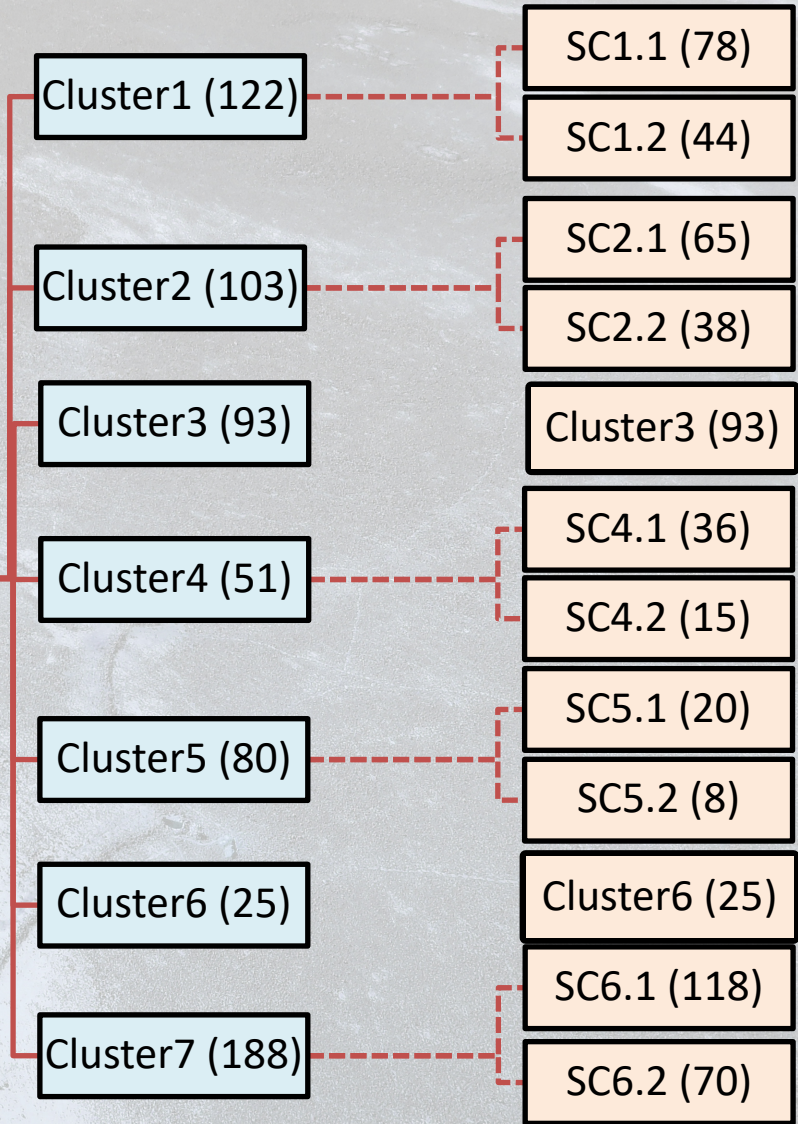 Cluster1 (122)
SC1.1 (78)
SC1.2 (44)
Cluster2 (103)
SC2.1 (65)
SC2.2 (38)
Cluster3 (93)
Cluster3 (93)
Cluster4 (51)
SC4.1 (36)
SC4.2 (15)
Cluster5 (80)
SC5.1 (20)
SC5.2 (8)
Cluster6 (25)
Cluster6 (25)
Cluster7 (188)
SC6.1 (118)
SC6.2 (70)